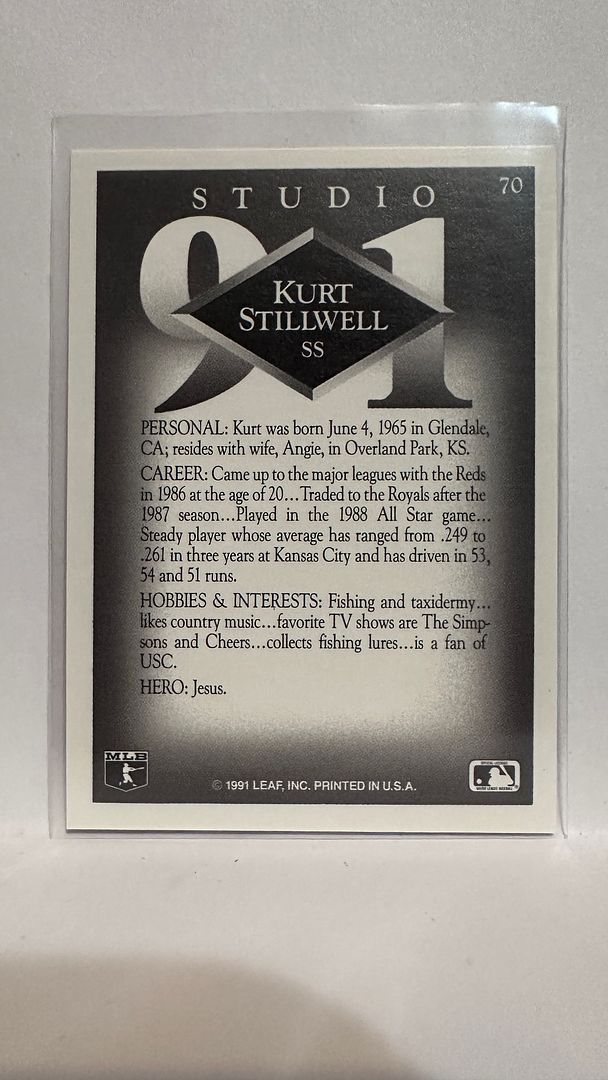 STUDIO
70
91
KURT
STILLWELL
SS
PERSONAL: Kurt was born June 4, 1965 in Glendale,
CA; resides with wife, Angie, in Overland Park, KS.
CAREER: Came up to the major leagues with the Reds
in 1986 at the age of 20...Traded to the Royals after the
1987 season...Played in the 1988 All Star game...
Steady player whose average has ranged from .249 to
.261 in three years at Kansas City and has driven in 53,
54 and 51 runs.
HOBBIES & INTERESTS: Fishing and taxidermy...
likes country music...favorite TV shows are The Simp-
sons and Cheers...collects fishing lures...is a fan of
USC.
HERO: Jesus.
MLB
© 1991 LEAF, INC. PRINTED IN U.S.A.